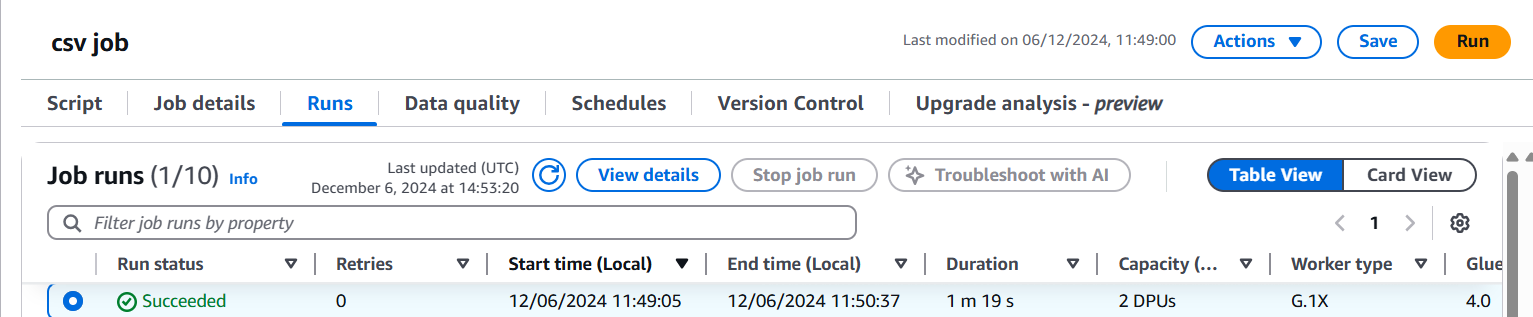 csv job
Last modified on 06/12/2024, 11:49:00
Actions
Save
Run
Script
Job details
Runs
Data quality
Schedules
Version Control
Upgrade analysis - preview
Job runs (1/10) Info
Last updated (UTC)
December 6, 2024 at 14:53:20
View details
Stop job run
Troubleshoot with AI
Table View
Card View
Filter job runs by property
1
Run status Retries Start time (Local) End time (Local) Duration Capacity (... Worker type Glue
Succeeded 0 12/06/2024 11:49:05 12/06/2024 11:50:37 1 m 19 s 2 DPUs G.1X 4.0